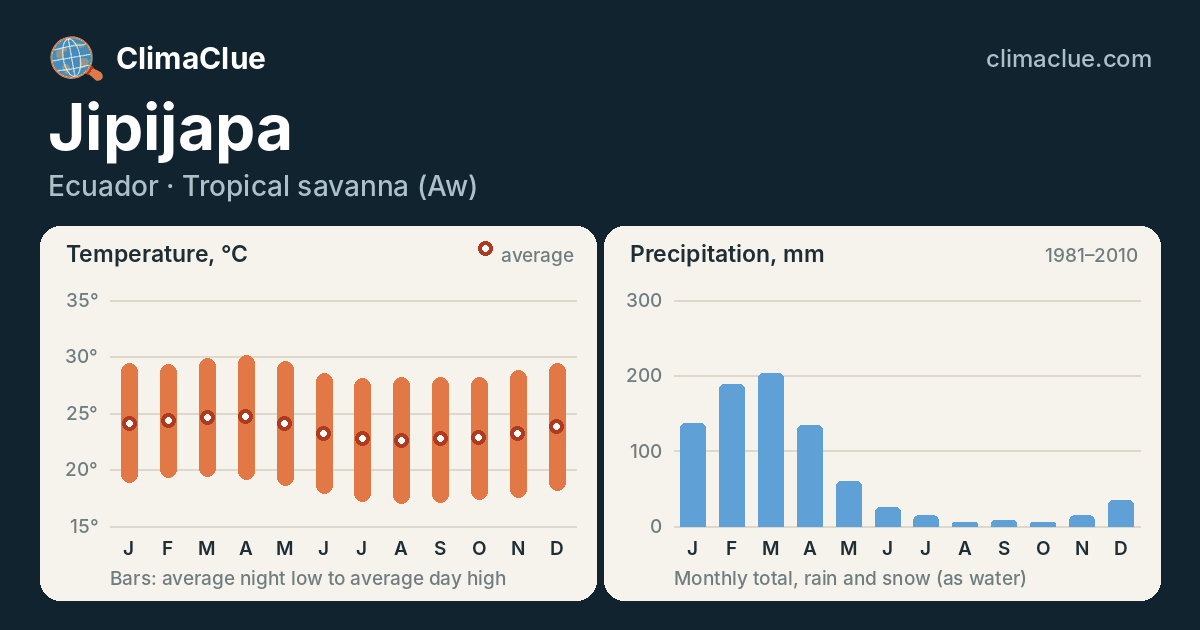 ClimaClue
climaclue.com
Jipijapa
Ecuador · Tropical savanna (Aw)
Temperature, °C
average
35°
30°
25°
20°
15°
J F M A M J J A S O N D
Bars: average night low to average day high
Precipitation, mm
1981–2010
300
200
100
0
J F M A M J J A S O N D
Monthly total, rain and snow (as water)